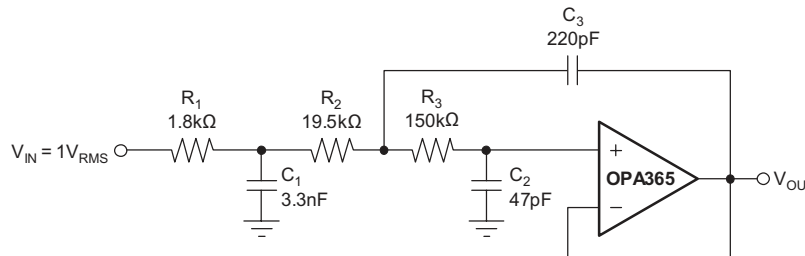 C3
220pF
R1
1.8kΩ
R2
19.5kΩ
R3
150kΩ
VIN = 1VRMS
C1
3.3nF
C2
47pF
+
OPA365
−
VOU